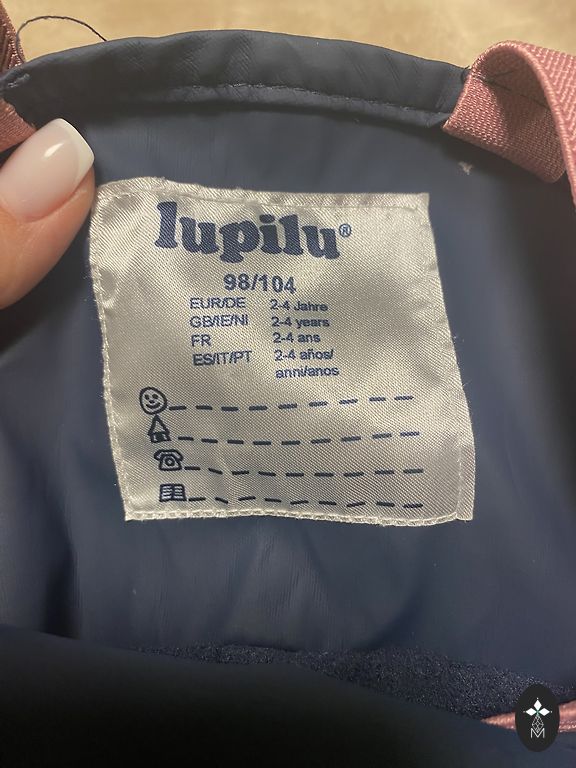 lupilu®
98/104
EUR/DE 2-4 Jahre
GB/IE/NI 2-4 years
FR 2-4 ans
ES/IT/PT 2-4 años/
anni/anos
M